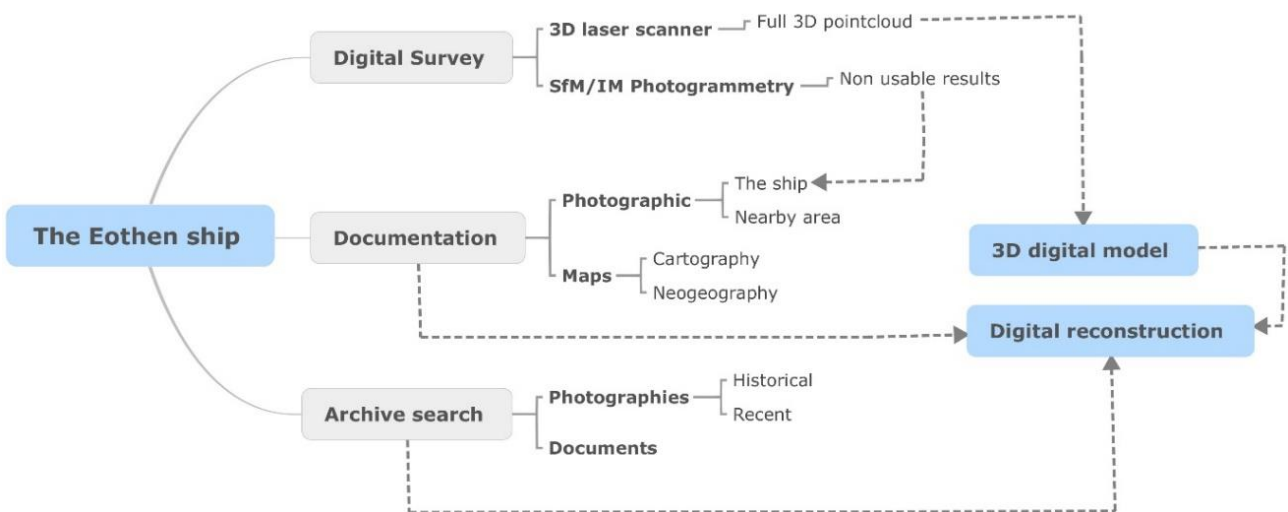 The Eothen ship
Digital Survey
3D laser scanner
Full 3D pointcloud
SfM/IM Photogrammetry
Non usable results
Documentation
Photographic
The ship
Nearby area
Maps
Cartography
Neogeography
Archive search
Photographies
Historical
Recent
Documents
3D digital model
Digital reconstruction